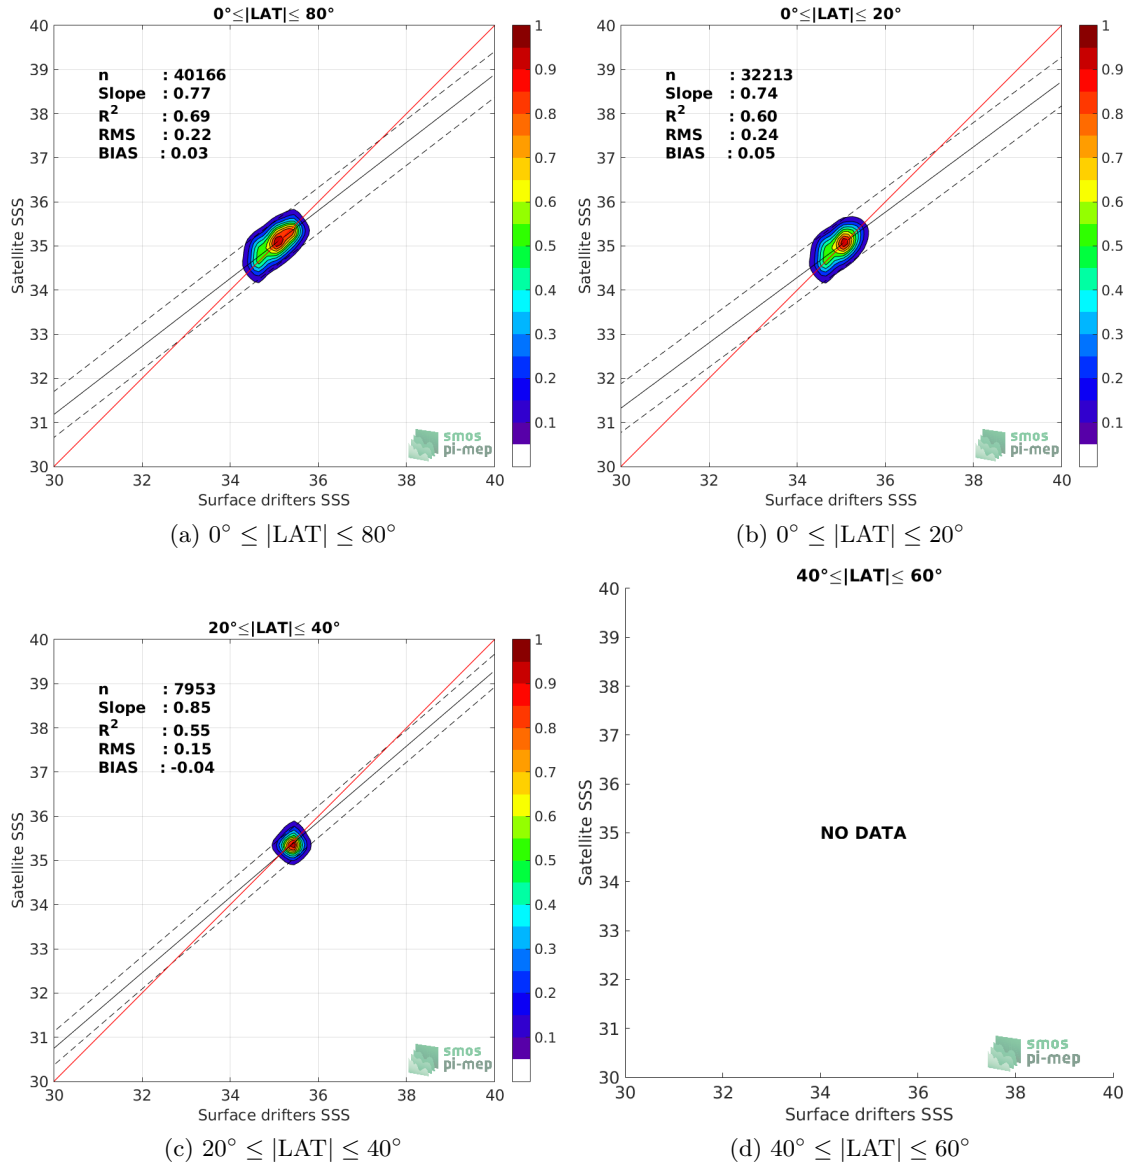 0°≤|LAT|≤ 80°
n : 40166
Slope : 0.77
R² : 0.69
RMS : 0.22
BIAS : 0.03
40
39
38
37
36
35
34
33
32
31
30
30 32 34 36 38 40
Satellite SSS
Surface drifters SSS
1
0.9
0.8
0.7
0.6
0.5
0.4
0.3
0.2
0.1
smos
pi-mep
(a) 0° ≤ |LAT| ≤ 80°
0°≤|LAT|≤ 20°
n : 32213
Slope : 0.74
R² : 0.60
RMS : 0.24
BIAS : 0.05
40
39
38
37
36
35
34
33
32
31
30
30 32 34 36 38 40
Satellite SSS
Surface drifters SSS
1
0.9
0.8
0.7
0.6
0.5
0.4
0.3
0.2
0.1
smos
pi-mep
(b) 0° ≤ |LAT| ≤ 20°
20°≤|LAT|≤ 40°
n : 7953
Slope : 0.85
R² : 0.55
RMS : 0.15
BIAS : -0.04
40
39
38
37
36
35
34
33
32
31
30
30 32 34 36 38 40
Satellite SSS
Surface drifters SSS
1
0.9
0.8
0.7
0.6
0.5
0.4
0.3
0.2
0.1
smos
pi-mep
(c) 20° ≤ |LAT| ≤ 40°
40°≤|LAT|≤ 60°
40
39
38
37
36
35
34
33
32
31
30
30 32 34 36 38 40
Satellite SSS
NO DATA
Surface drifters SSS
smos
pi-mep
(d) 40° ≤ |LAT| ≤ 60°